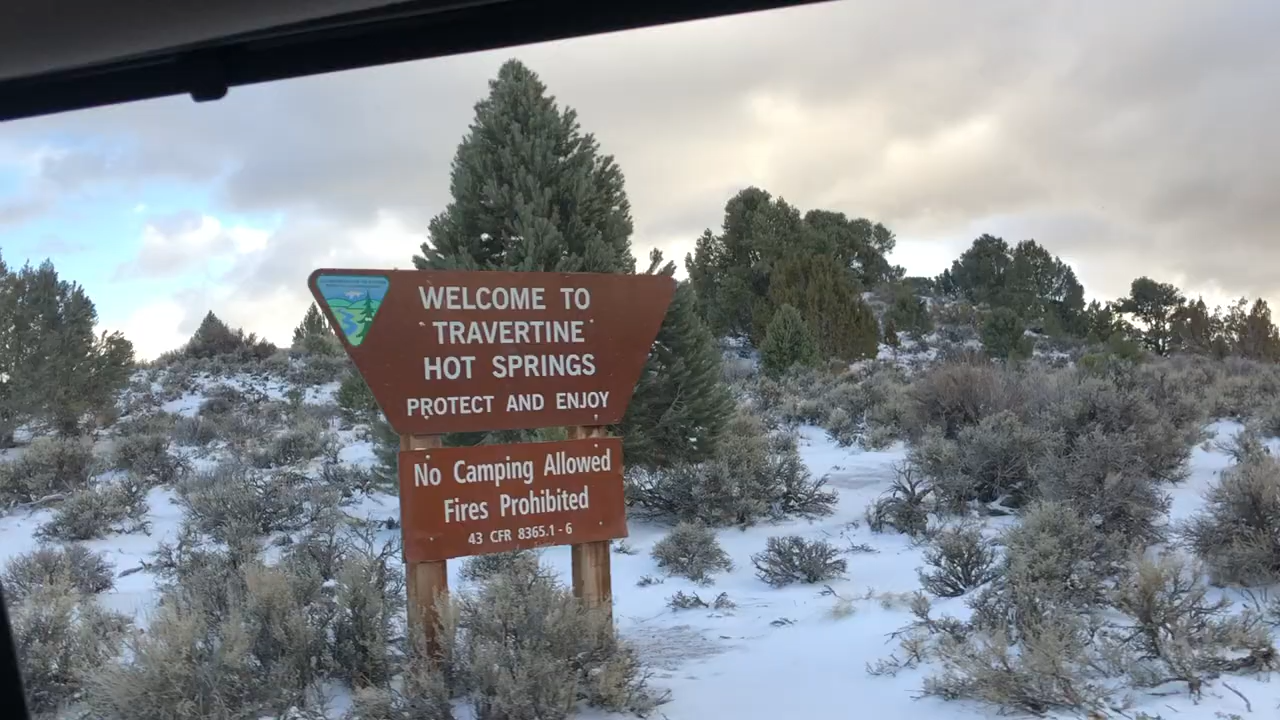 WELCOME TO
TRAVERTINE
HOT SPRINGS
PROTECT AND ENJOY
No Camping Allowed
Fires Prohibited
43 CFR 8365.1-6